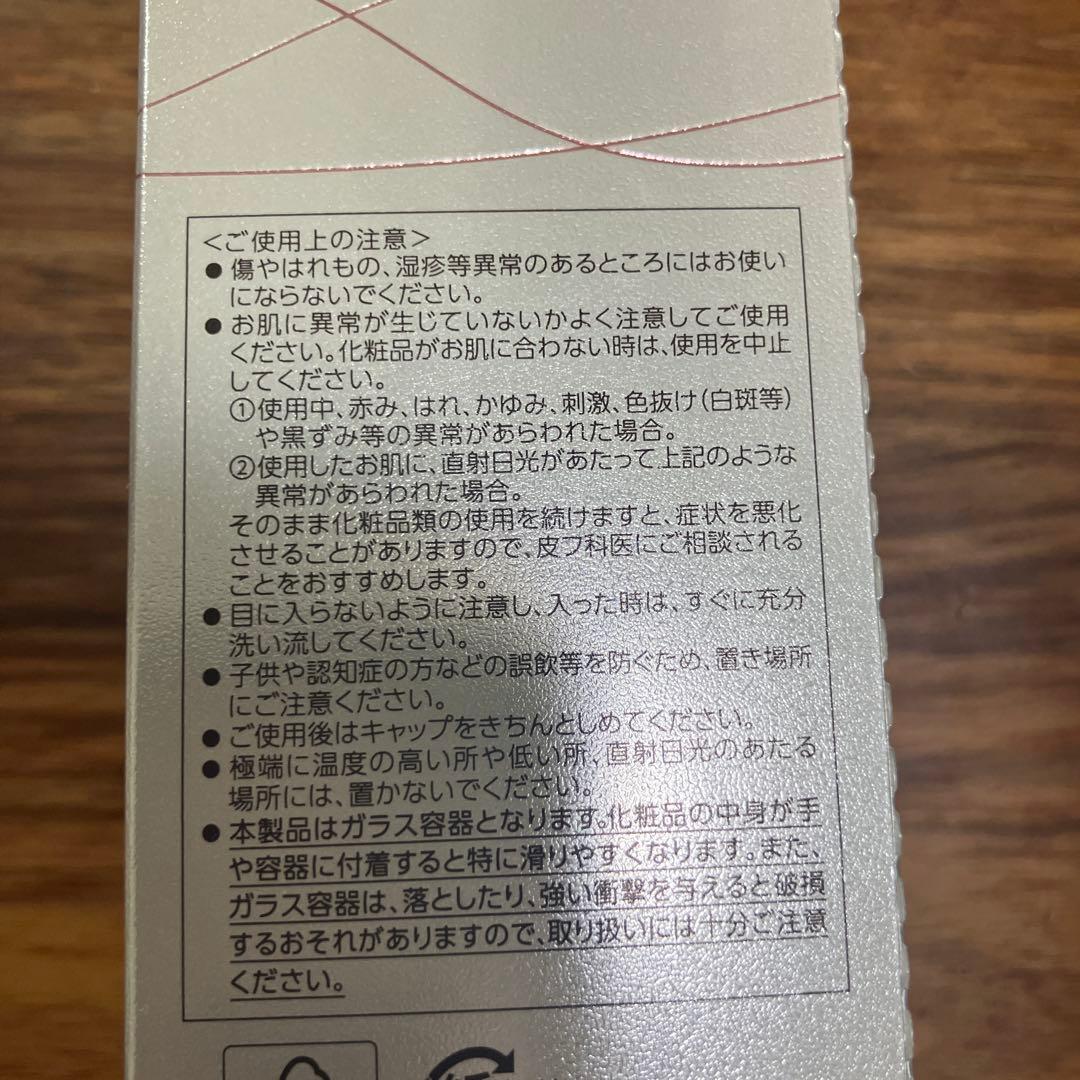 ＜ご使用上の注意＞
● 傷やはれもの、湿疹等異常のあるところにはお使い
にならないでください。
● お肌に異常が生じていないかよく注意してご使用
ください。化粧品がお肌に合わない時は、使用を中止
してください。
①使用中、赤み、はれ、かゆみ、刺激、色抜け(白斑等)
や黒ずみ等の異常があらわれた場合。
②使用したお肌に、直射日光があたって上記のような
異常があらわれた場合。
そのまま化粧品類の使用を続けますと、症状を悪化
させることがありますので、皮フ科医にご相談される
ことをおすすめします。
● 目に入らないように注意し、入った時は、すぐに充分
洗い流してください。
● 子供や認知症の方などの誤飲等を防ぐため、置き場所
にご注意ください。
● ご使用後はキャップをきちんとしめてください。
● 極端に温度の高い所や低い所、直射日光のあたる
場所には、置かないでください。
● 本製品はガラス容器となります。化粧品の中身が手
や容器に付着すると特に滑りやすくなります。また、
ガラス容器は、落としたり、強い衝撃を与えると破損
するおそれがありますので、取り扱いには十分ご注意
ください。